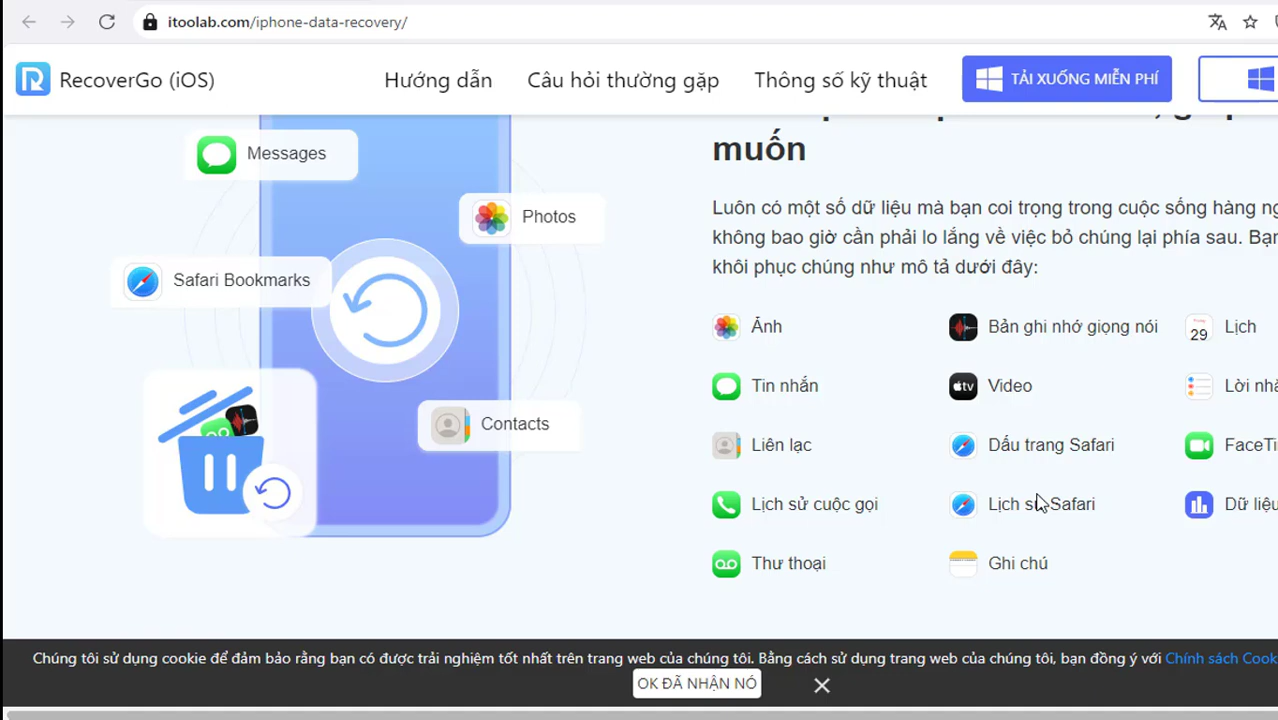 itoolab.com/iphone-data-recovery/
RecoverGo (iOS)
Hướng dẫn
Câu hỏi thường gặp
Thông số kỹ thuật
TẢI XUỐNG MIỄN PHÍ
muốn
Luôn có một số dữ liệu mà bạn coi trọng trong cuộc sống hàng
không bao giờ cần phải lo lắng về việc bỏ chúng lại phía sau. Bạn
khôi phục chúng như mô tả dưới đây:
Messages
Photos
Safari Bookmarks
Contacts
Ảnh
Bản ghi nhớ giọng nói
29
Lịch
Tin nhắn
tv
Video
Lời
Liên lạc
Dấu trang Safari
Lịch sử cuộc gọi
Lịch sử Safari
Dữ
Thư thoại
Ghi chú
Chúng tôi sử dụng cookie để đảm bảo rằng bạn có được trải nghiệm tốt nhất trên trang web của chúng tôi. Bằng cách sử dụng trang web của chúng tôi, bạn đồng ý với Chính sách
OK ĐÃ NHẬN NÓ